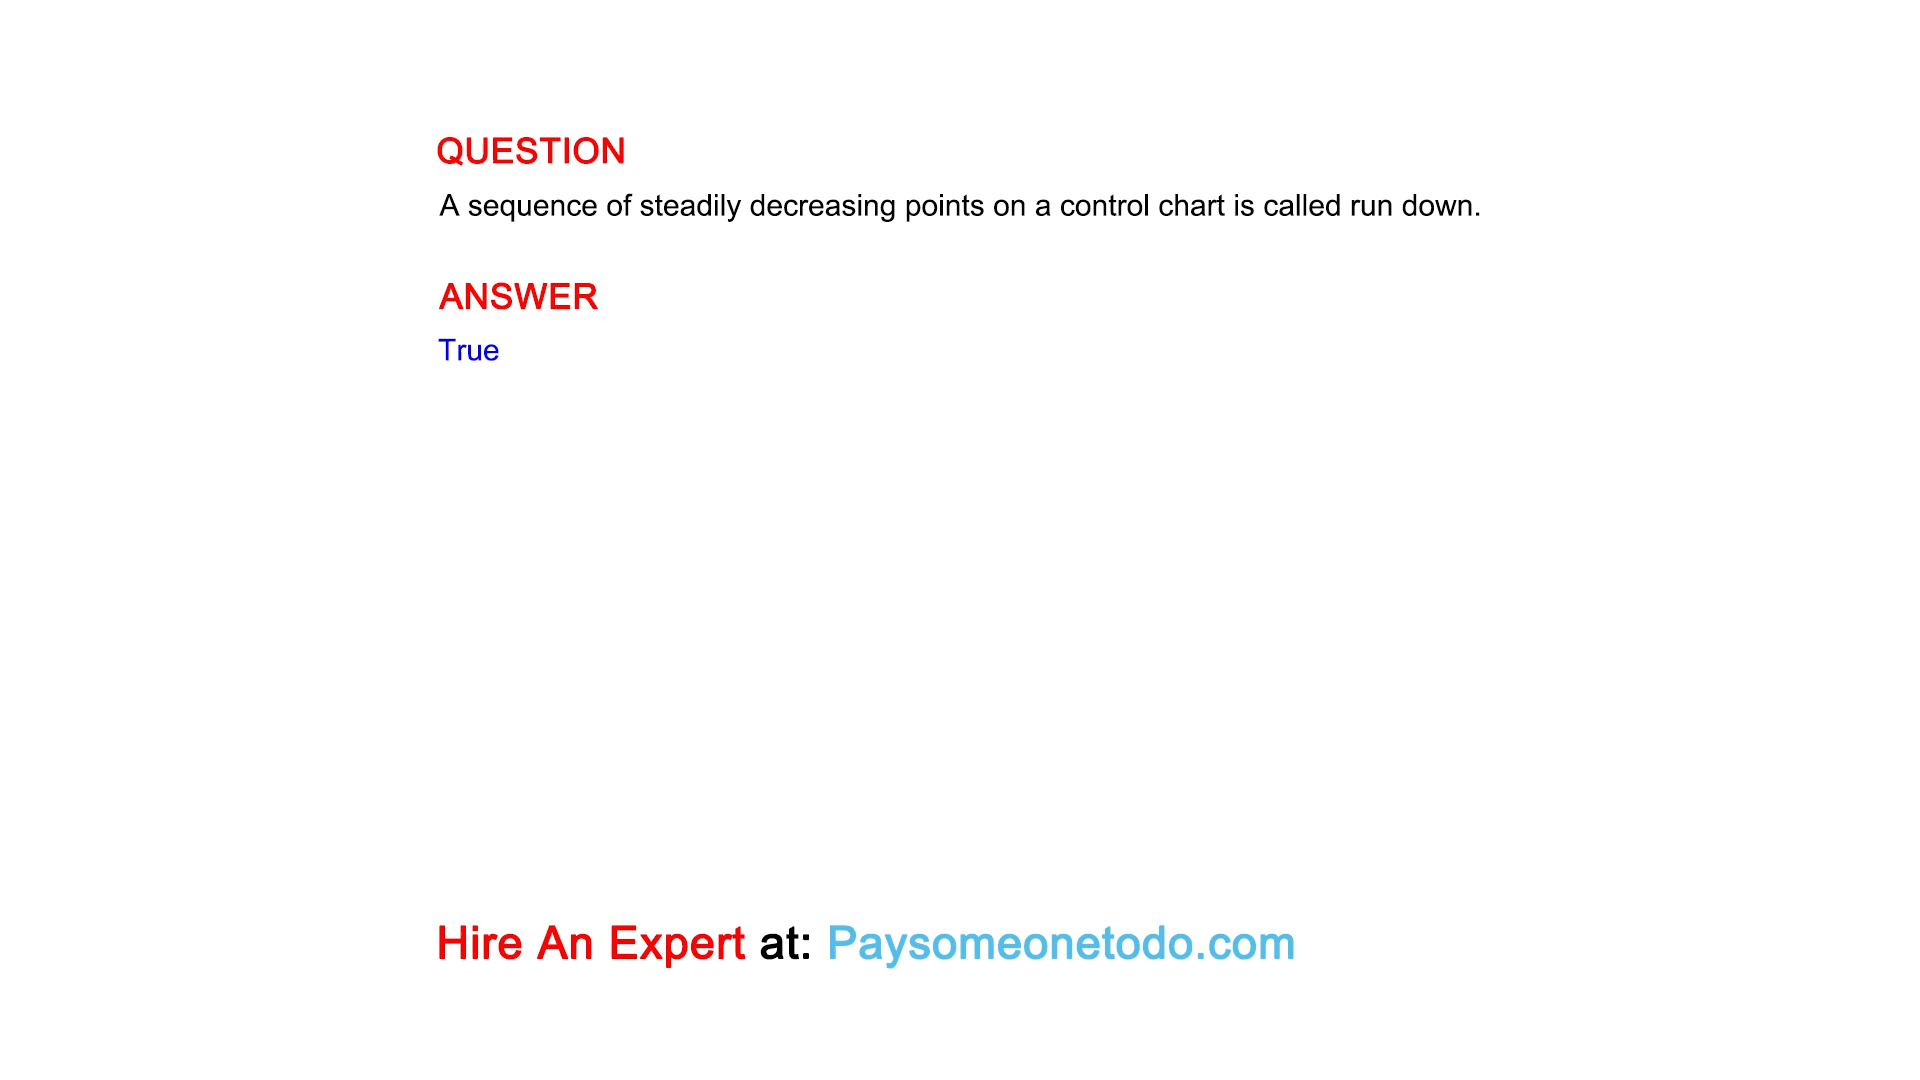 QUESTION
A sequence of steadily decreasing points on a control chart is called run down.
ANSWER
True
Hire An Expert at: Paysomeonetodo.com